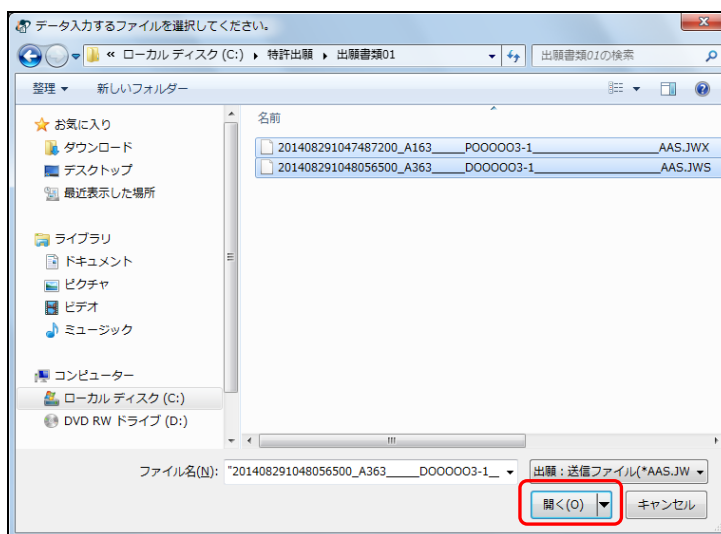 データ入力するファイルを選択してください。
« ローカル ディスク (C:) ▸ 特許出願 ▸ 出願書類01
出願書類01の検索
整理 新しいフォルダー
お気に入り
ダウンロード
デスクトップ
最近表示した場所
ライブラリ
ドキュメント
ピクチャ
ビデオ
ミュージック
コンピューター
ローカル ディスク (C:)
DVD RW ドライブ (D:)
名前
201408291047487200_A163_____POOOOO3-1__________________AAS.JWX
201408291048056500_A363_____DOOOOO3-1__________________AAS.JWS
ファイル名(N): "201408291048056500_A363_____DOOOOO3-1__
出願：送信ファイル(*AAS.JW
開く(O) キャンセル